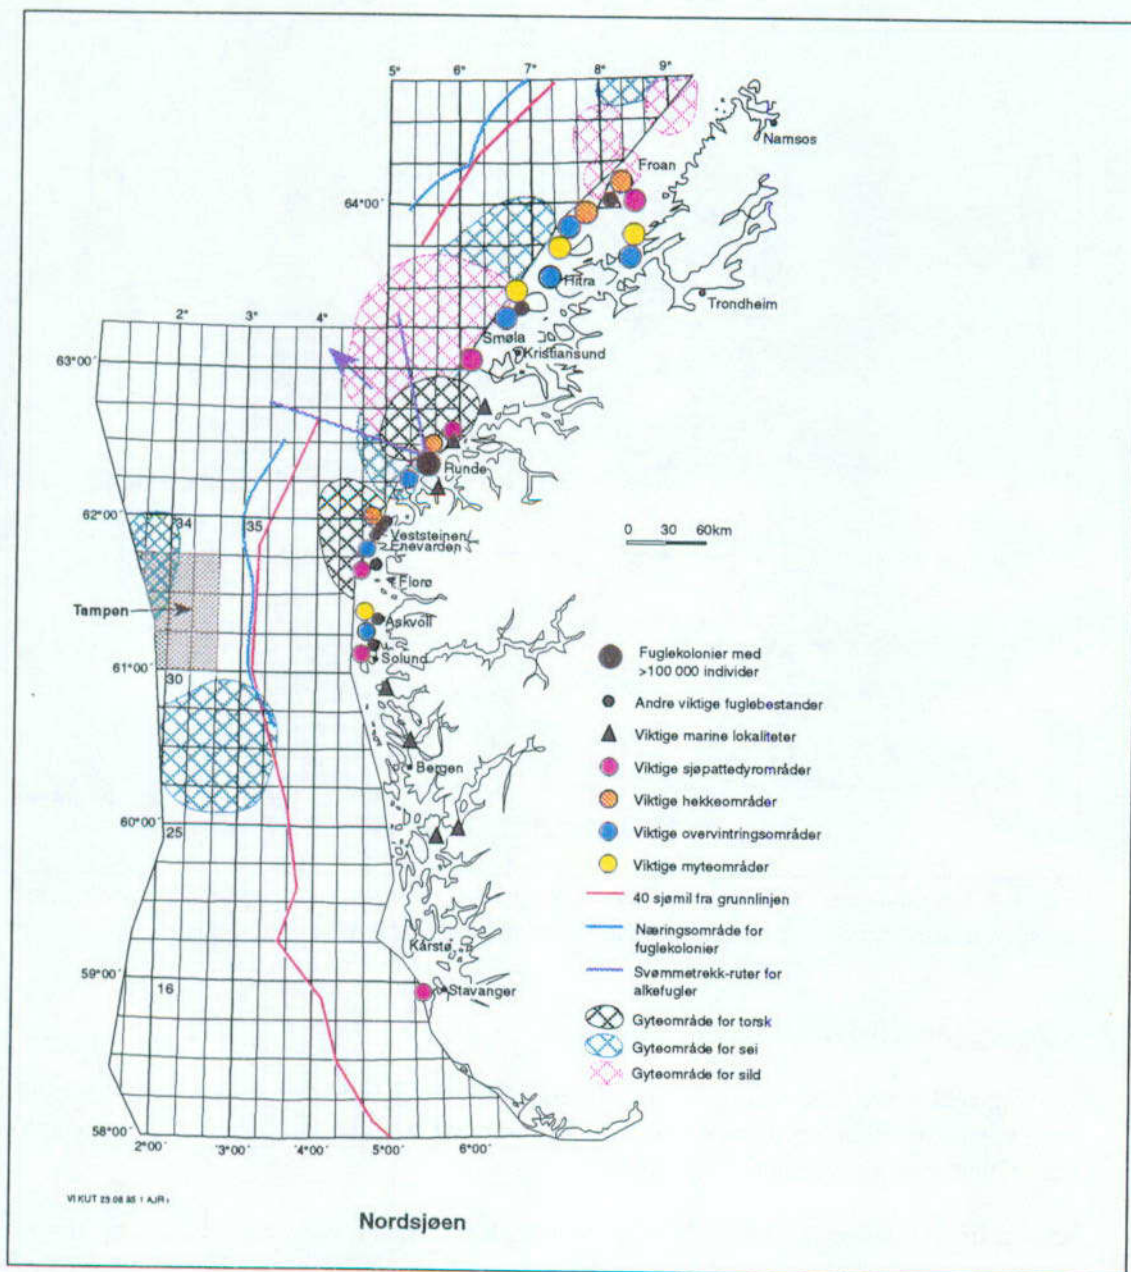 5° 6° 7° 8° 9°
Namsos
Froan
64°00´
Hitra
Trondheim
2° 3° 4°
Smøla
Kristiansund
63°00´
Runde
62°00´
34 35
Veststeinen/
Enevarden
0 30 60km
Florø
Tampen
Askvoll
Solund
61°00´
30
Bergen
60°00´
25
Kårstø
59°00´
16
Stavanger
58°00´
2°00´ 3°00´ 4°00´ 5°00´ 6°00´
Fuglekolonier med
>100 000 individer
Andre viktige fuglebestander
Viktige marine lokaliteter
Viktige sjøpattedyrområder
Viktige hekkeområder
Viktige overvintringsområder
Viktige myteområder
40 sjømil fra grunnlinjen
Næringsområde for
fuglekolonier
Svømmetrekk-ruter for
alkefugler
Gyteområde for torsk
Gyteområde for sei
Gyteområde for sild
Nordsjøen